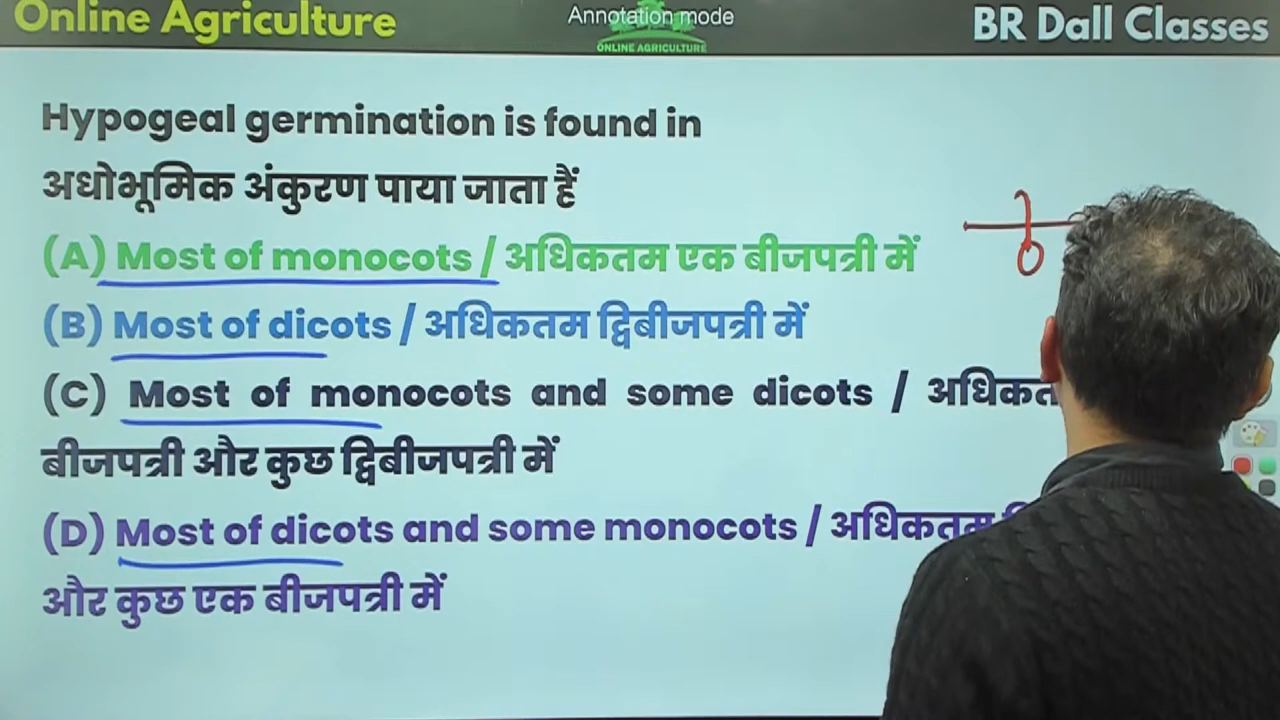 Online Agriculture
Annotation mode
ONLINE AGRICULTURE
BR Dall Classes
Hypogeal germination is found in
अधोभूमिक अंकुरण पाया जाता हैं
(A) Most of monocots / अधिकतम एक बीजपत्री में
(B) Most of dicots / अधिकतम द्विबीजपत्री में
(C) Most of monocots and some dicots /
बीजपत्री और कुछ द्विबीजपत्री में
(D) Most of dicots and some monocots / अधिकतम
और कुछ एक बीजपत्री में